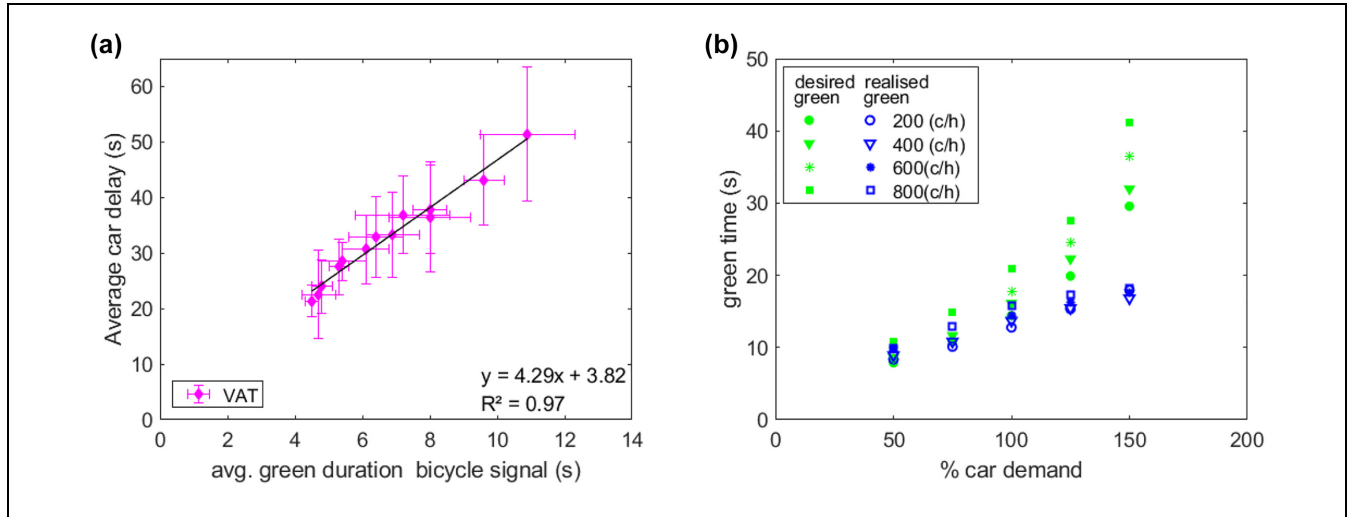 (a)
Average car delay (s)
60
50
40
30
20
10
0
VAT
y = 4.29x + 3.82
R² = 0.97
0 2 4 6 8 10 12 14
avg. green duration bicycle signal (s)
(b)
green time (s)
50
40
30
20
10
0
desired realised
green green
200 (c/h)
400 (c/h)
600(c/h)
800(c/h)
0 50 100 150 200
% car demand